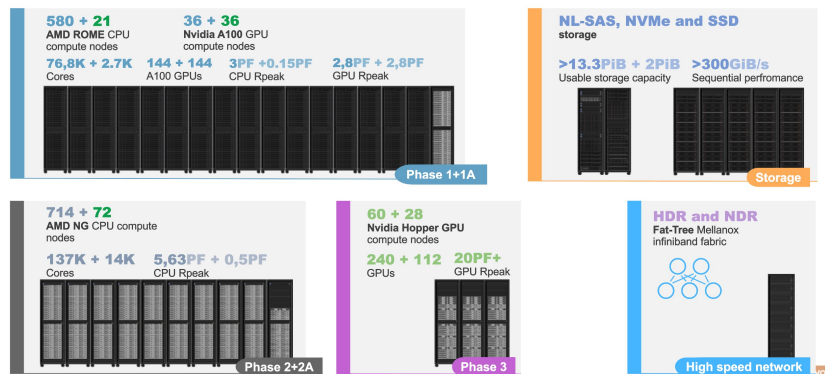 580 + 21
AMD ROME CPU
compute nodes
36 + 36
Nvidia A100 GPU
compute nodes
76,8K + 2.7K
Cores
144 + 144
A100 GPUs
3PF +0.15PF
CPU Rpeak
2,8PF + 2,8PF
GPU Rpeak
Phase 1+1A
NL-SAS, NVMe and SSD
storage
>13.3PiB + 2PiB
Usable storage capacity
>300GiB/s
Sequential perfromance
Storage
714 + 72
AMD NG CPU compute
nodes
137K + 14K
Cores
5,63PF + 0,5PF
CPU Rpeak
Phase 2+2A
60 + 28
Nvidia Hopper GPU
compute nodes
240 + 112
GPUs
20PF+
GPU Rpeak
Phase 3
HDR and NDR
Fat-Tree Mellanox
infiniband fabric
High speed network